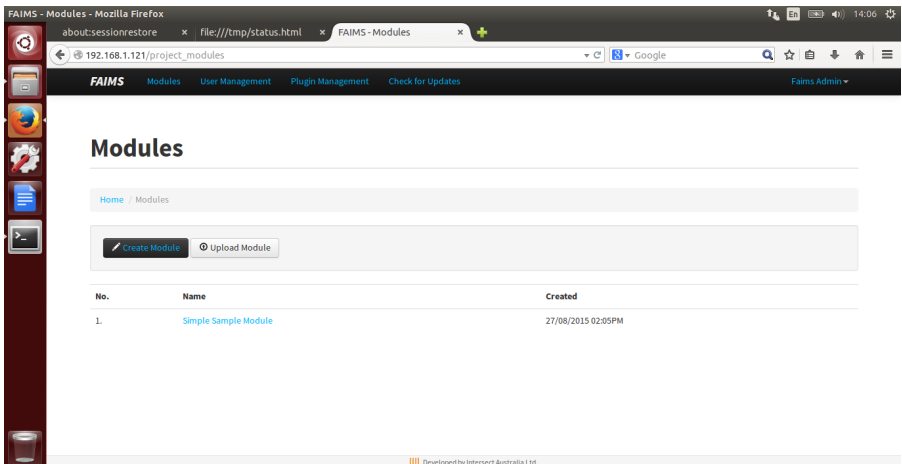 FAIMS - Modules - Mozilla Firefox
En
14:06
about:sessionrestore
file:///tmp/status.html
FAIMS - Modules
192.168.1.121/project_modules
Google
FAIMS Modules User Management Plugin Management Check for Updates Faims Admin
Modules
Home / Modules
Create Module Upload Module
No. Name Created
1. Simple Sample Module 27/08/2015 02:05PM
Developed by Intersect Australia Ltd